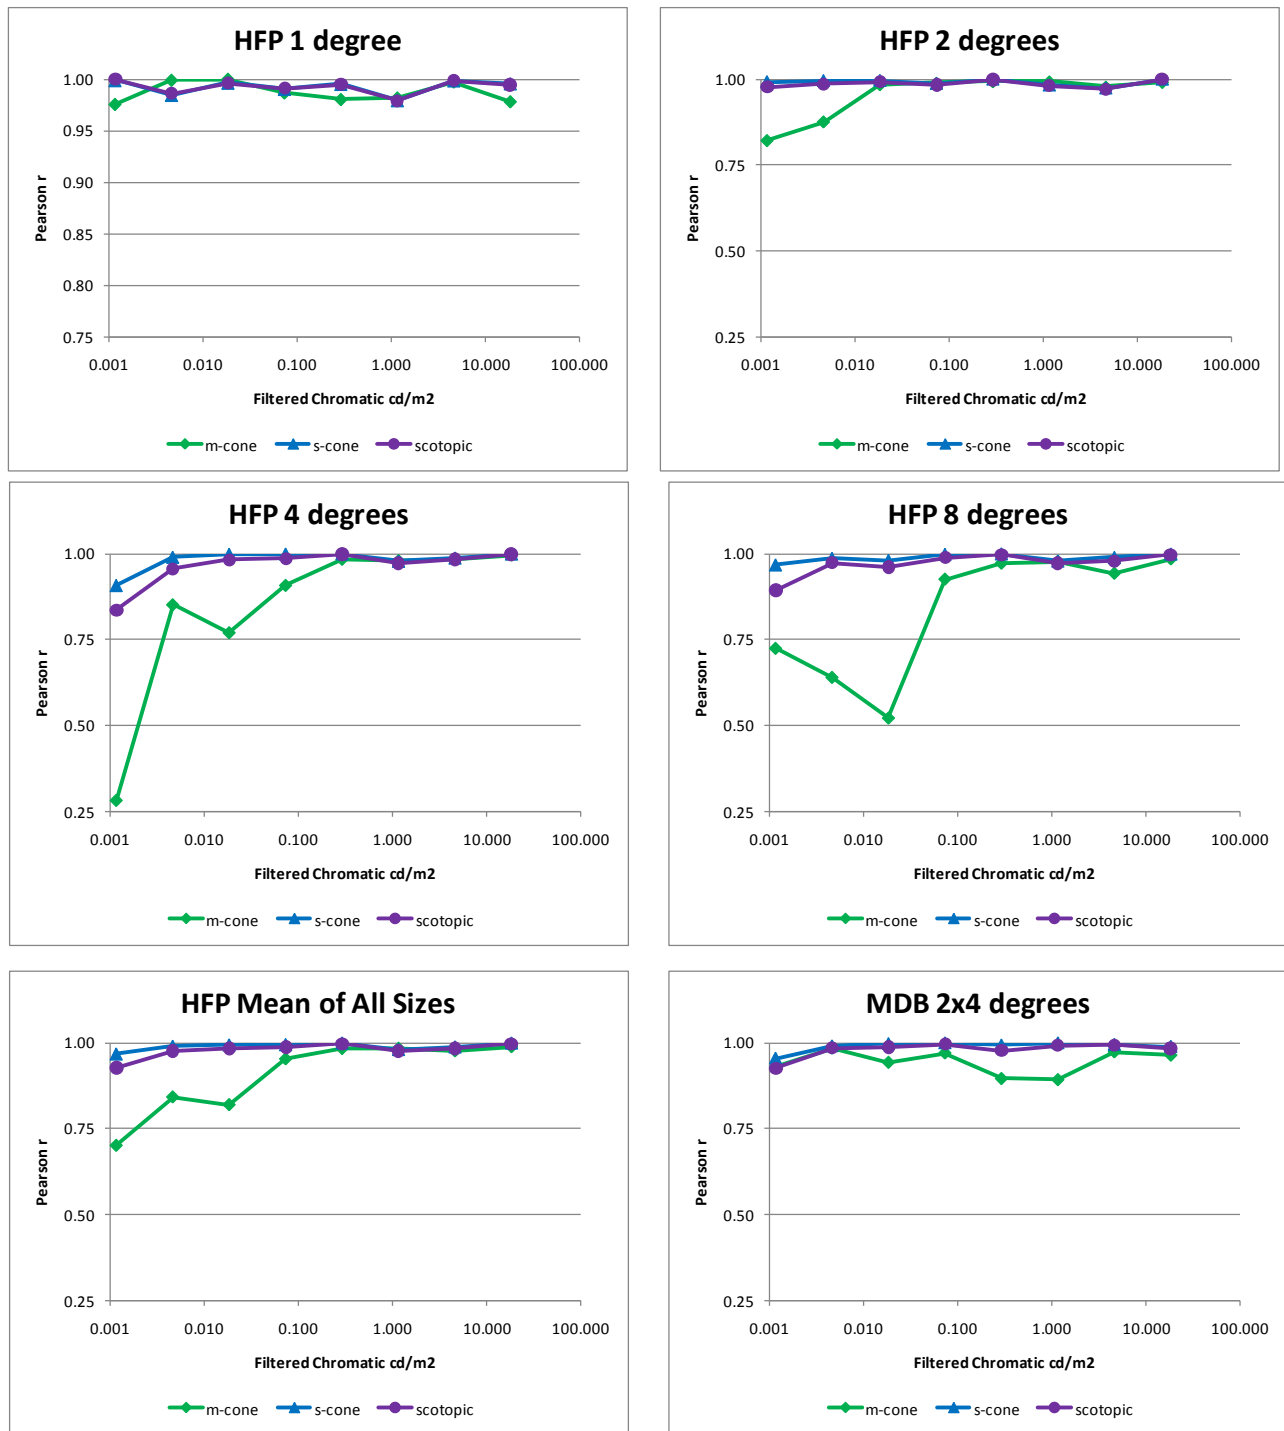 HFP 1 degree
1.00
0.95
0.90
0.85
0.80
0.75
Pearson r
0.001 0.010 0.100 1.000 10.000 100.000
Filtered Chromatic cd/m2
m-cone s-cone scotopic
HFP 2 degrees
1.00
0.75
0.50
0.25
Pearson r
0.001 0.010 0.100 1.000 10.000 100.000
Filtered Chromatic cd/m2
m-cone s-cone scotopic
HFP 4 degrees
1.00
0.75
0.50
0.25
Pearson r
0.001 0.010 0.100 1.000 10.000 100.000
Filtered Chromatic cd/m2
m-cone s-cone scotopic
HFP 8 degrees
1.00
0.75
0.50
0.25
Pearson r
0.001 0.010 0.100 1.000 10.000 100.000
Filtered Chromatic cd/m2
m-cone s-cone scotopic
HFP Mean of All Sizes
1.00
0.75
0.50
0.25
Pearson r
0.001 0.010 0.100 1.000 10.000 100.000
Filtered Chromatic cd/m2
m-cone s-cone scotopic
MDB 2x4 degrees
1.00
0.75
0.50
0.25
Pearson r
0.001 0.010 0.100 1.000 10.000 100.000
Filtered Chromatic cd/m2
m-cone s-cone scotopic